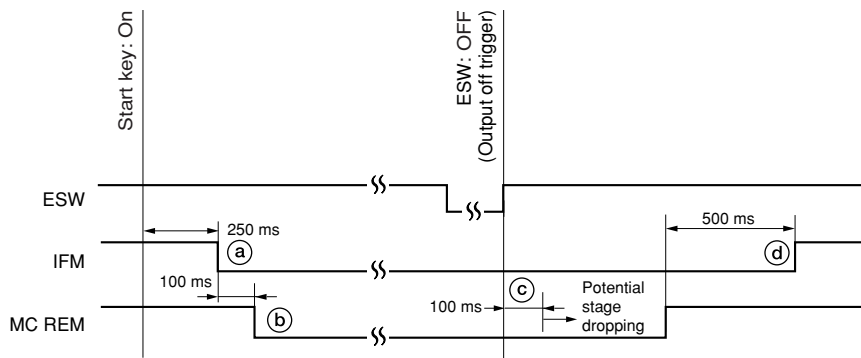 Start key: On
ESW: OFF
(Output off trigger)
ESW
250 ms
500 ms
IFM
a
d
100 ms
c
Potential
stage
dropping
100 ms
MC REM
b